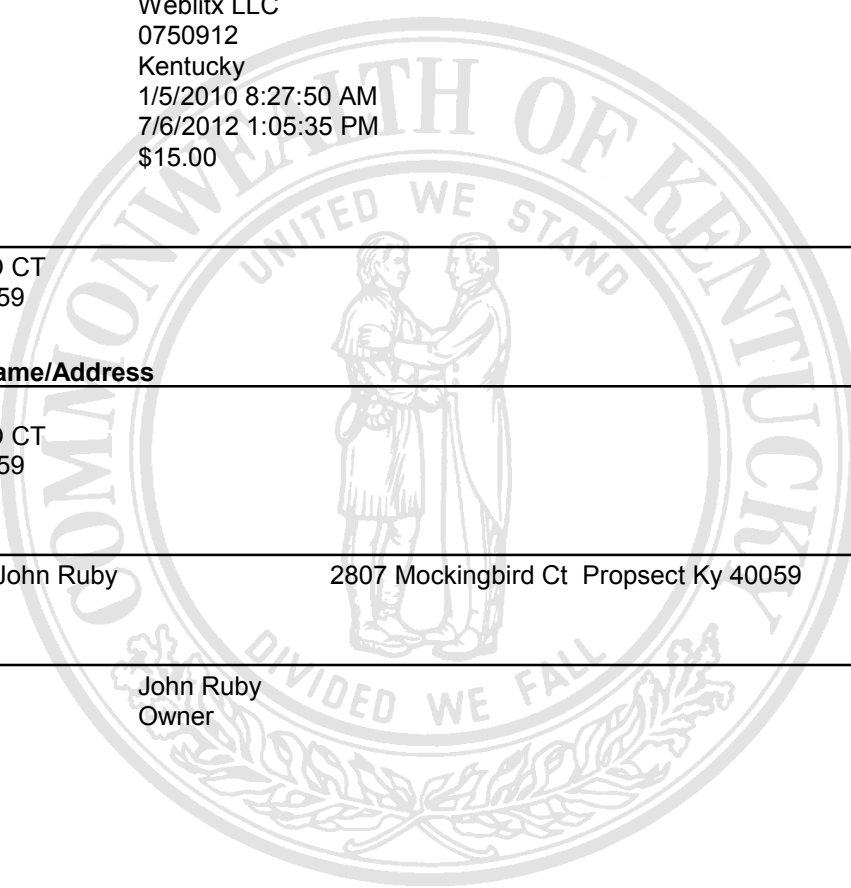 Weblitx LLC
0750912
Kentucky
1/5/2010 8:27:50 AM
7/6/2012 1:05:35 PM
$15.00
CT
59
ame/Address
CT
59
John Ruby 2807 Mockingbird Ct Propsect Ky 40059
John Ruby
Owner
COMMONWEALTH OF KENTUCKY
UNITED WE STAND
DIVIDED WE FALL